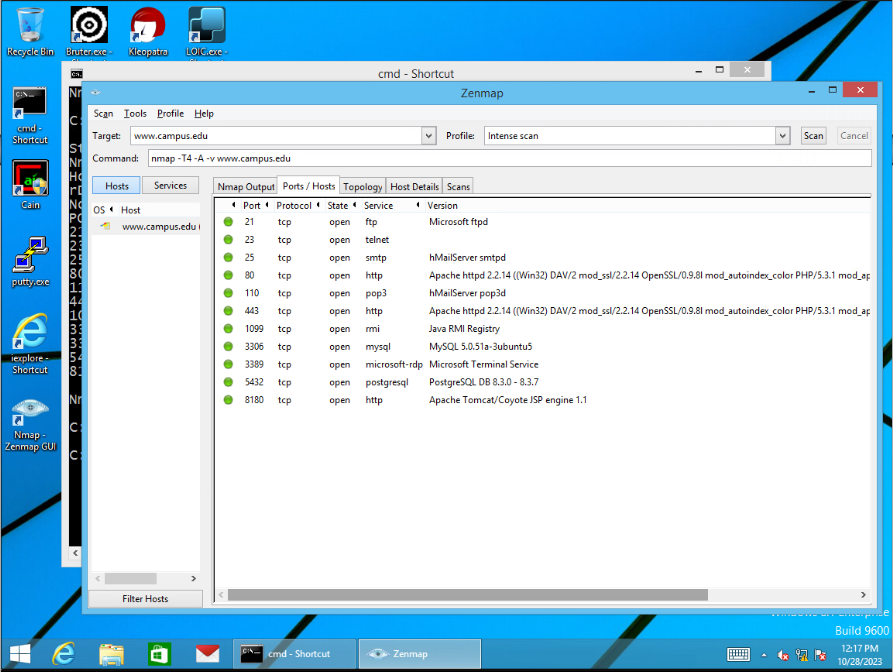 Recycle Bin
Bruter.exe -
Kleopatra
LOIC.exe -
cmd -
Shortcut
Cain
putty.exe
iexplore -
Shortcut
Nmap -
Zenmap GUI
cmd - Shortcut
Zenmap
Scan Tools Profile Help
Target: www.campus.edu Profile: Intense scan Scan Cancel
Command: nmap -T4 -A -v www.campus.edu
Hosts Services
Nmap Output Ports / Hosts Topology Host Details Scans
OS Host
www.campus.edu (
Port Protocol State Service Version
21 tcp open ftp Microsoft ftpd
23 tcp open telnet
25 tcp open smtp hMailServer smtpd
80 tcp open http Apache httpd 2.2.14 ((Win32) DAV/2 mod_ssl/2.2.14 OpenSSL/0.9.8l mod_autoindex_color PHP/5.3.1 mod_ap
110 tcp open pop3 hMailServer pop3d
443 tcp open http Apache httpd 2.2.14 ((Win32) DAV/2 mod_ssl/2.2.14 OpenSSL/0.9.8l mod_autoindex_color PHP/5.3.1 mod_ap
1099 tcp open rmi Java RMI Registry
3306 tcp open mysql MySQL 5.0.51a-3ubuntu5
3389 tcp open microsoft-rdp Microsoft Terminal Service
5432 tcp open postgresql PostgreSQL DB 8.3.0 - 8.3.7
8180 tcp open http Apache Tomcat/Coyote JSP engine 1.1
Filter Hosts
Build 9600
cmd - Shortcut
Zenmap
12:17 PM
10/28/2023